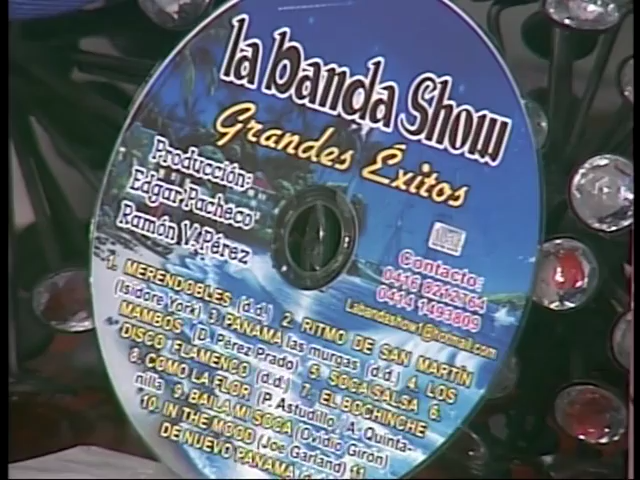 la banda Show
Grandes Éxitos
Producción:
Edgar Pacheco
Ramón V. Pérez
Contacto:
0416 8212164
0414 1493809
Labandashow1@hotmail.com
1. MERENDOBLES (d.d.) 2. RITMO DE SAN MARTÍN
(Isidore York) 3. PANAMÁ las murgas (d.d.) 4. LOS
MAMBOS (D. Pérez Prado) 5. SOCA SALSA 6.
DISCO FLAMENCO (d.d.) 7. EL BOCHINCHE
8. COMO LA FLOR (P. Astudillo, A. Quinta-
nilla 9. BAILA MI SOCA (Ovidio Girón)
10. IN THE MOOD (Joe Garland) 11.
DE NUEVO PANAMÁ